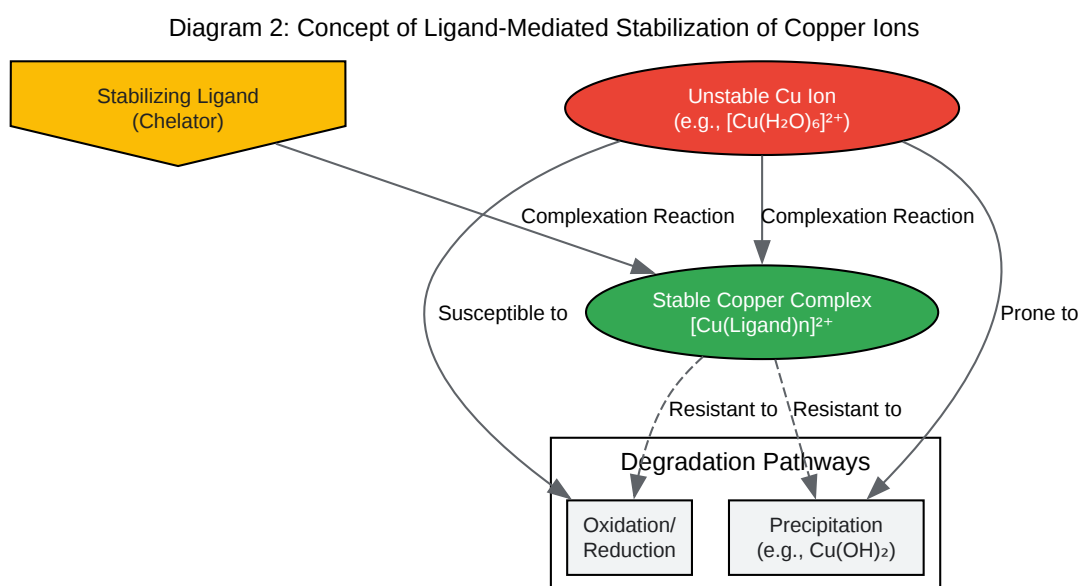 Diagram 2: Concept of Ligand-Mediated Stabilization of Copper Ions
Stabilizing Ligand
(Chelator)
Unstable Cu Ion
(e.g., [Cu(H₂O)₆]²⁺)
Complexation Reaction
Complexation Reaction
Susceptible to
Stable Copper Complex
[Cu(Ligand)n]²⁺
Prone to
Resistant to
Resistant to
Degradation Pathways
Oxidation/
Reduction
Precipitation
(e.g., Cu(OH)₂)